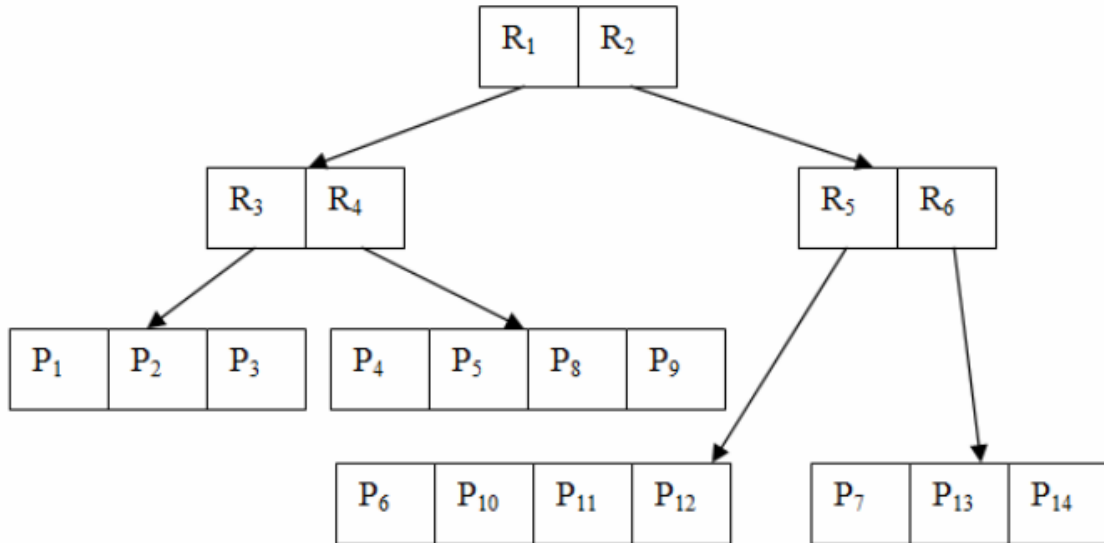 R₁ R₂
R₃ R₄ R₅ R₆
P₁ P₂ P₃ P₄ P₅ P₈ P₉
P₆ P₁₀ P₁₁ P₁₂ P₇ P₁₃ P₁₄